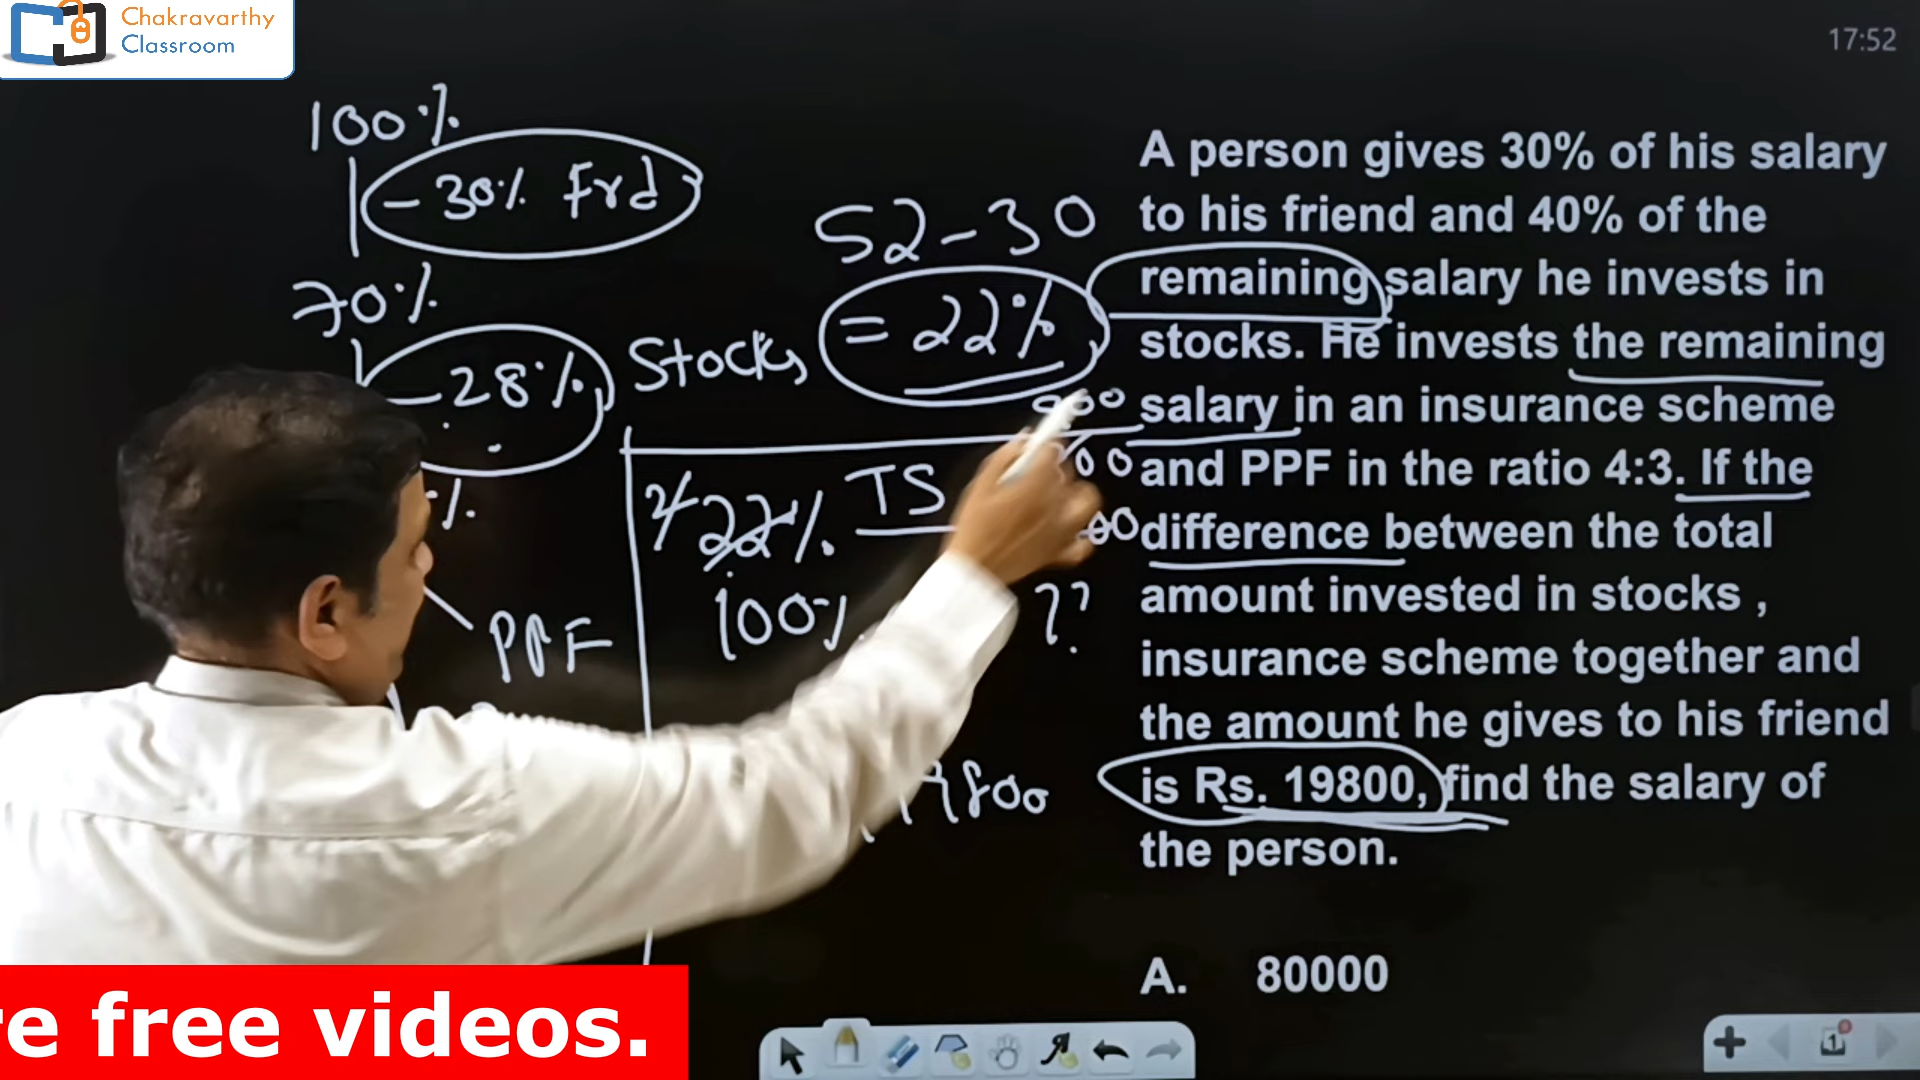 Chakravarthy
Classroom
17:52
100%
- 30% Frd
70%
- 28% Stocks
%
PPF
52-30
= 22%
900
22% TS
100%
??
19800
A person gives 30% of his salary
to his friend and 40% of the
remaining salary he invests in
stocks. He invests the remaining
salary in an insurance scheme
and PPF in the ratio 4:3. If the
difference between the total
amount invested in stocks ,
insurance scheme together and
the amount he gives to his friend
is Rs. 19800, find the salary of
the person.
A. 80000
free videos.
1